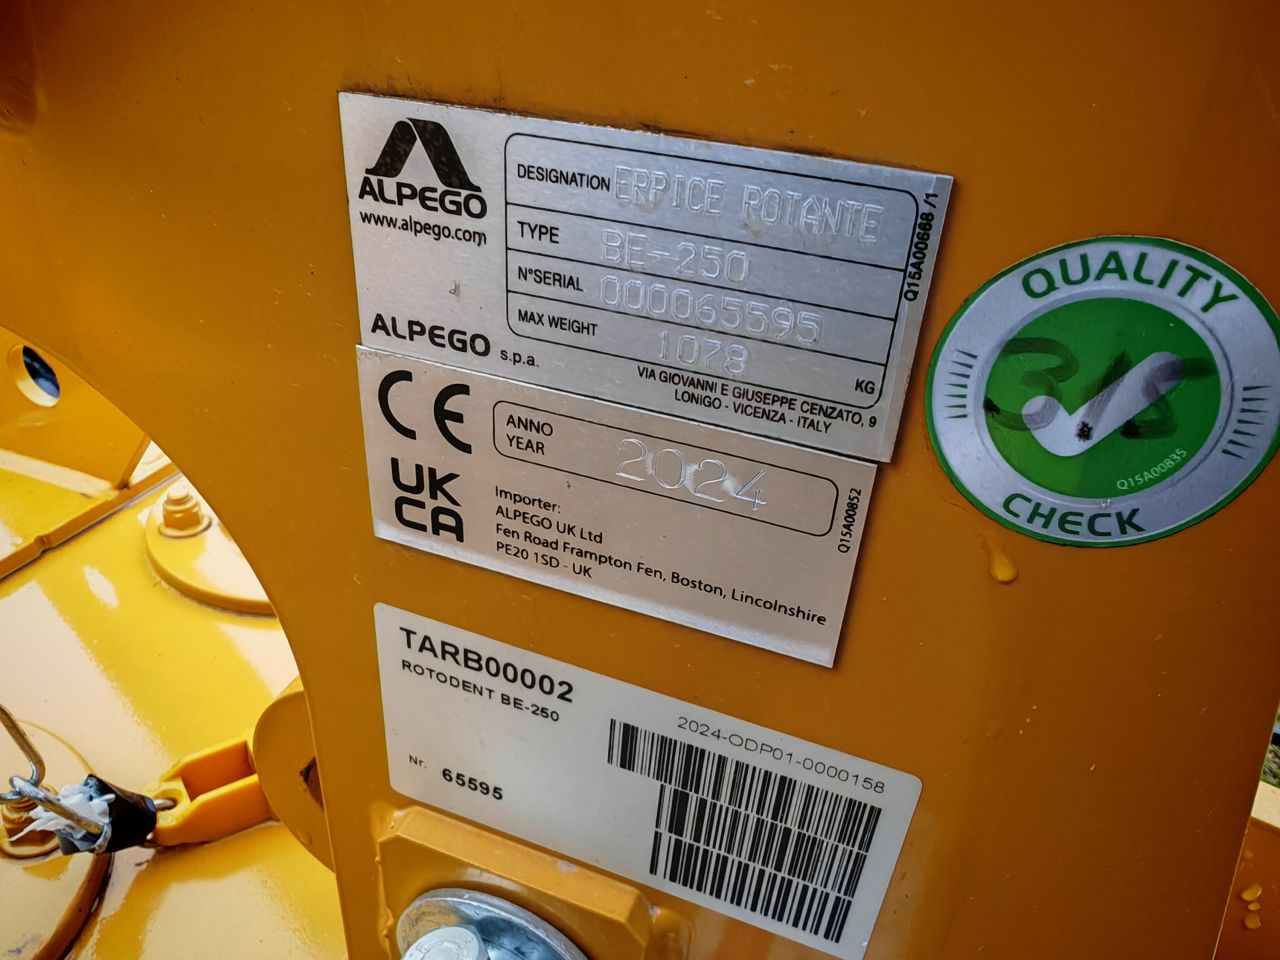 ALPEGO
www.alpego.com
DESIGNATION ERPICE ROTANTE
TYPE BE-250
N°SERIAL 000065595
MAX WEIGHT 1078 KG
Q15A00668 /1
ALPEGO s.p.a.
VIA GIOVANNI E GIUSEPPE CENZATO, 9
LONIGO - VICENZA - ITALY
CE
UK
CA
ANNO
YEAR 2024
Importer:
ALPEGO UK Ltd
Fen Road Frampton Fen, Boston, Lincolnshire
PE20 1SD - UK
Q15A00852
QUALITY
CHECK
Q15A00835
TARB00002
ROTODENT BE-250
2024-ODP01-0000158
Nr. 65595